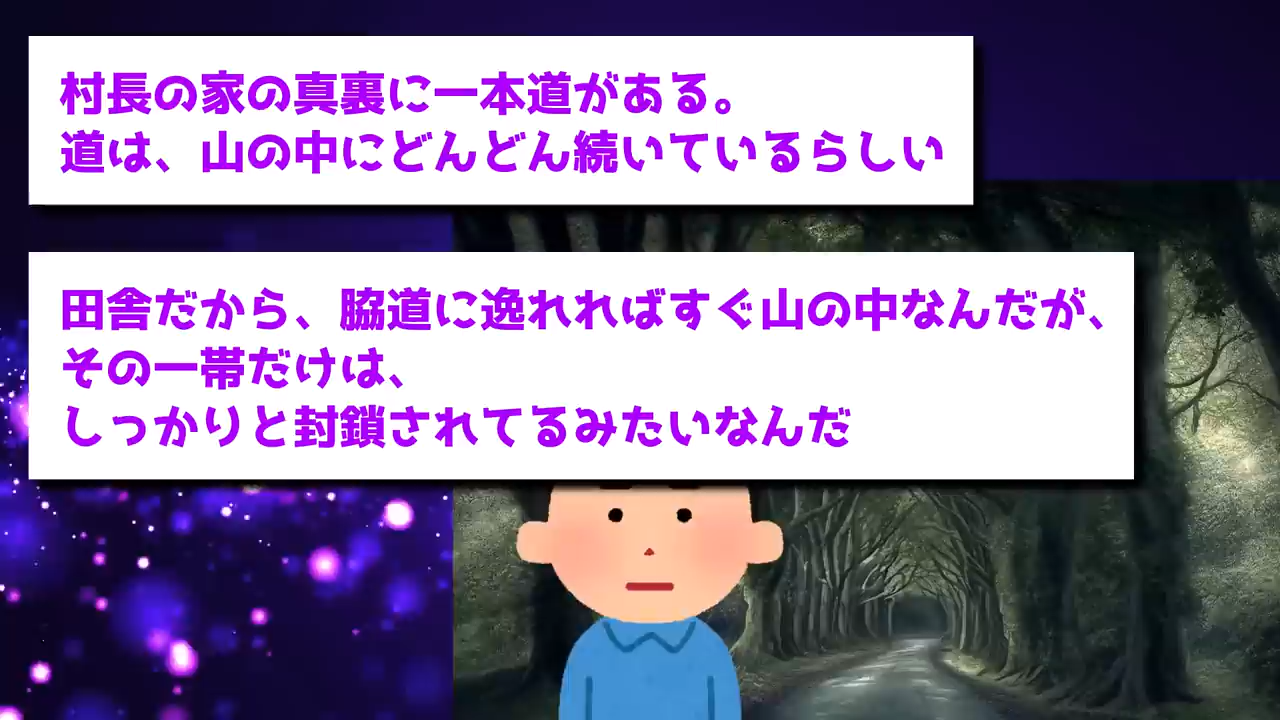 村長の家の真裏に一本道がある。
道は、山の中にどんどん続いているらしい
田舎だから、脇道に逸れればすぐ山の中なんだが、
その一帯だけは、
しっかりと封鎖されてるみたいなんだ